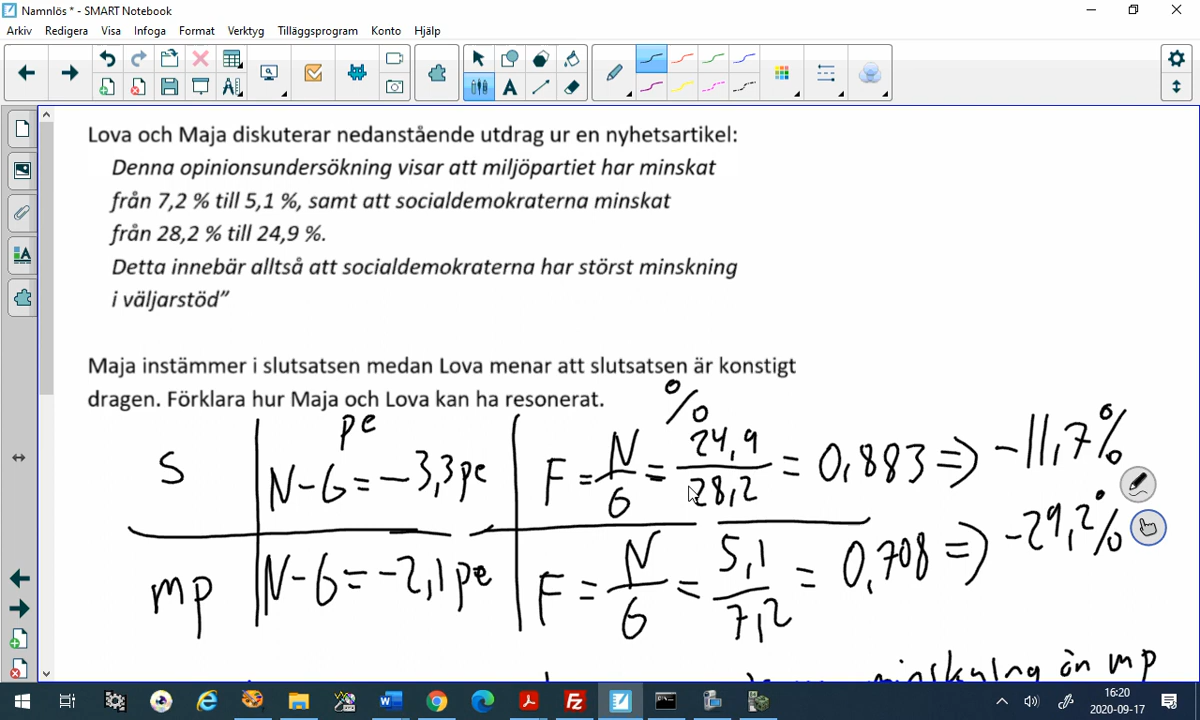 Namnlös * - SMART Notebook
Arkiv Redigera Visa Infoga Format Verktyg Tilläggsprogram Konto Hjälp
Lova och Maja diskuterar nedanstående utdrag ur en nyhetsartikel:
Denna opinionsundersökning visar att miljöpartiet har minskat
från 7,2 % till 5,1 %, samt att socialdemokraterna minskat
från 28,2 % till 24,9 %.
Detta innebär alltså att socialdemokraterna har störst minskning
i väljarstöd”
Maja instämmer i slutsatsen medan Lova menar att slutsatsen är konstigt
dragen. Förklara hur Maja och Lova kan ha resonerat.
pe %
S N-G = -3,3pe F = N/G = 24,9/28,2 = 0,883 => -11,7%
mp N-G = -2,1pe F = N/G = 5,1/7,2 = 0,708 => -29,2%
minskning än mp
16:20
2020-09-17